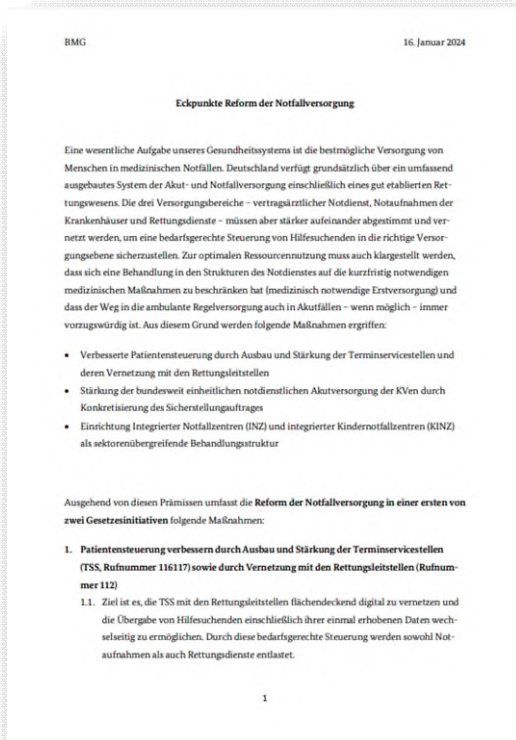 BMG 16. Januar 2024
Eckpunkte Reform der Notfallversorgung
Eine wesentliche Aufgabe unseres Gesundheitssystems ist die bestmögliche Versorgung von
Menschen in medizinischen Notfällen. Deutschland verfügt grundsätzlich über ein umfassend
ausgebautes System der Akut- und Notfallversorgung einschließlich eines gut etablierten Ret-
tungswesens. Die drei Versorgungsbereiche – vertragsärztlicher Notdienst, Notaufnahmen der
Krankenhäuser und Rettungsdienste – müssen aber stärker aufeinander abgestimmt und ver-
netzt werden, um eine bedarfsgerechte Steuerung von Hilfesuchenden in die richtige Versor-
gungsebene sicherzustellen. Zur optimalen Ressourcennutzung muss auch klargestellt werden,
dass sich eine Behandlung in den Strukturen des Notdienstes auf die kurzfristig notwendigen
medizinischen Maßnahmen zu beschränken hat (medizinisch notwendige Erstversorgung) und
dass der Weg in die ambulante Regelversorgung auch in Akutfällen – wenn möglich – immer
vorzugswürdig ist. Aus diesem Grund werden folgende Maßnahmen ergriffen:
• Verbesserte Patientensteuerung durch Ausbau und Stärkung der Terminservicestellen und
deren Vernetzung mit den Rettungsleitstellen
• Stärkung der bundesweit einheitlichen notdienstlichen Akutversorgung der KVen durch
Konkretisierung des Sicherstellungauftrages
• Einrichtung Integrierter Notfallzentren (INZ) und integrierter Kindernotfallzentren (KINZ)
als sektorenübergreifende Behandlungsstruktur
Ausgehend von diesen Prämissen umfasst die Reform der Notfallversorgung in einer ersten von
zwei Gesetzesinitiativen folgende Maßnahmen:
1. Patientensteuerung verbessern durch Ausbau und Stärkung der Terminservicestellen
(TSS, Rufnummer 116117) sowie durch Vernetzung mit den Rettungsleitstellen (Rufnum-
mer 112)
1.1. Ziel ist es, die TSS mit den Rettungsleitstellen flächendeckend digital zu vernetzen und
die Übergabe von Hilfesuchenden einschließlich ihrer einmal erhobenen Daten wech-
selseitig zu ermöglichen. Durch diese bedarfsgerechte Steuerung werden sowohl Not-
aufnahmen als auch Rettungsdienste entlastet.
1